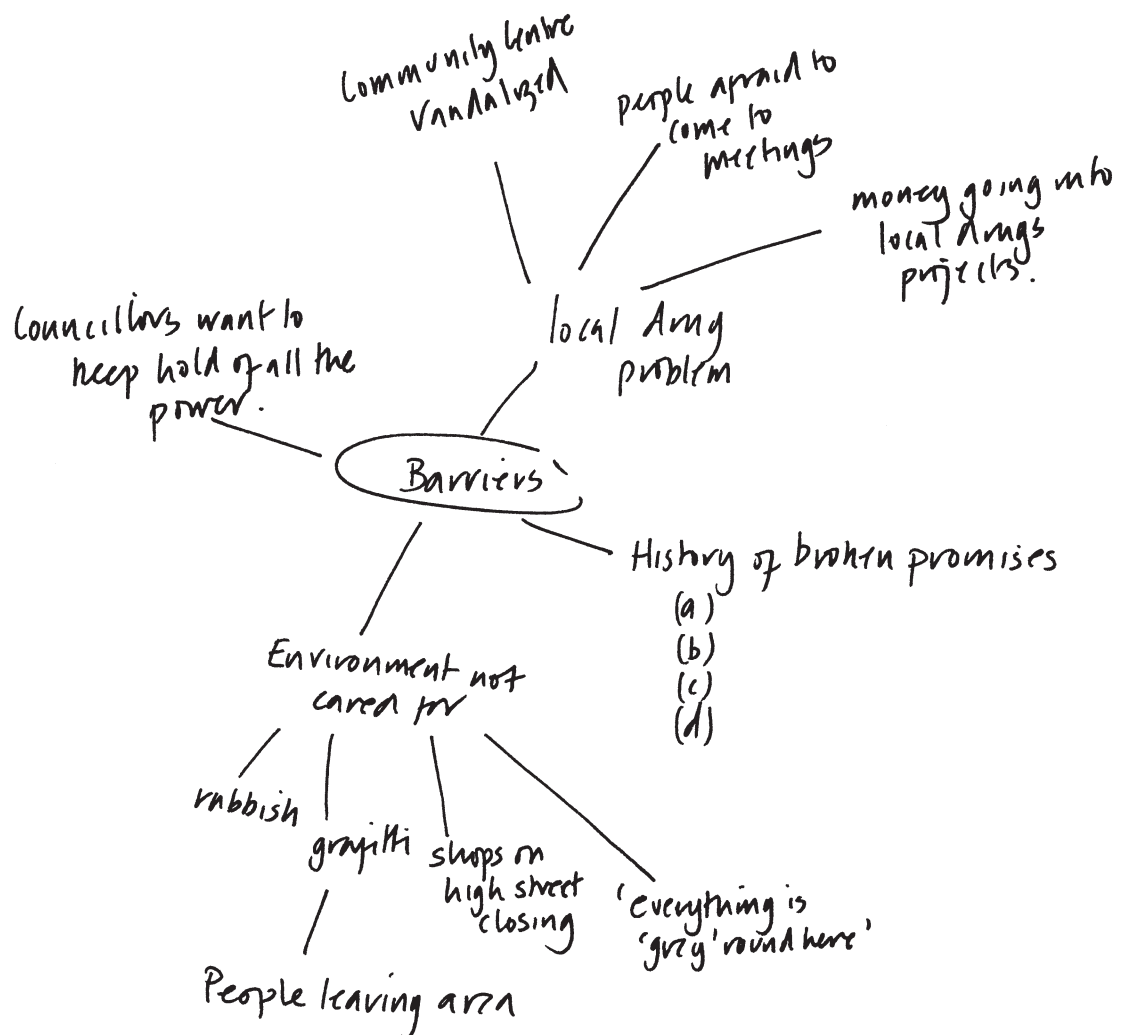 Community Centre
vandalized
people afraid to
come to
meetings
money going into
local drugs
projects.
local drug
problem
Councillors want to
keep hold of all the
power.
Barriers
History of broken promises
(a)
(b)
(c)
(d)
Environment not
cared for
rubbish
grafitti
shops on
high street
closing
'everything is
'grey' round here'
People leaving area